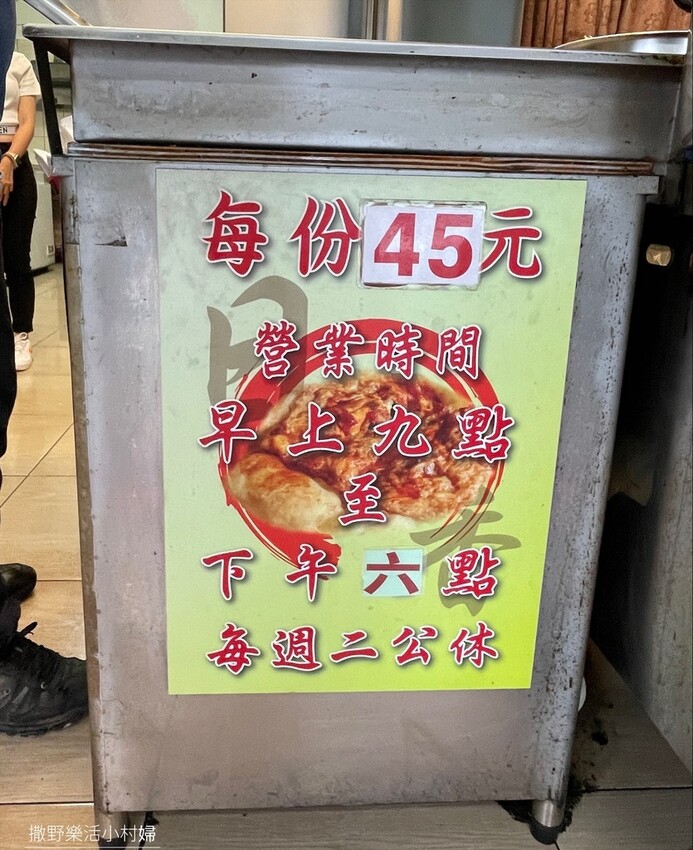 每份45元
營業時間
早上九點
至
下午六點
每週二公休
撒野樂活小村婦